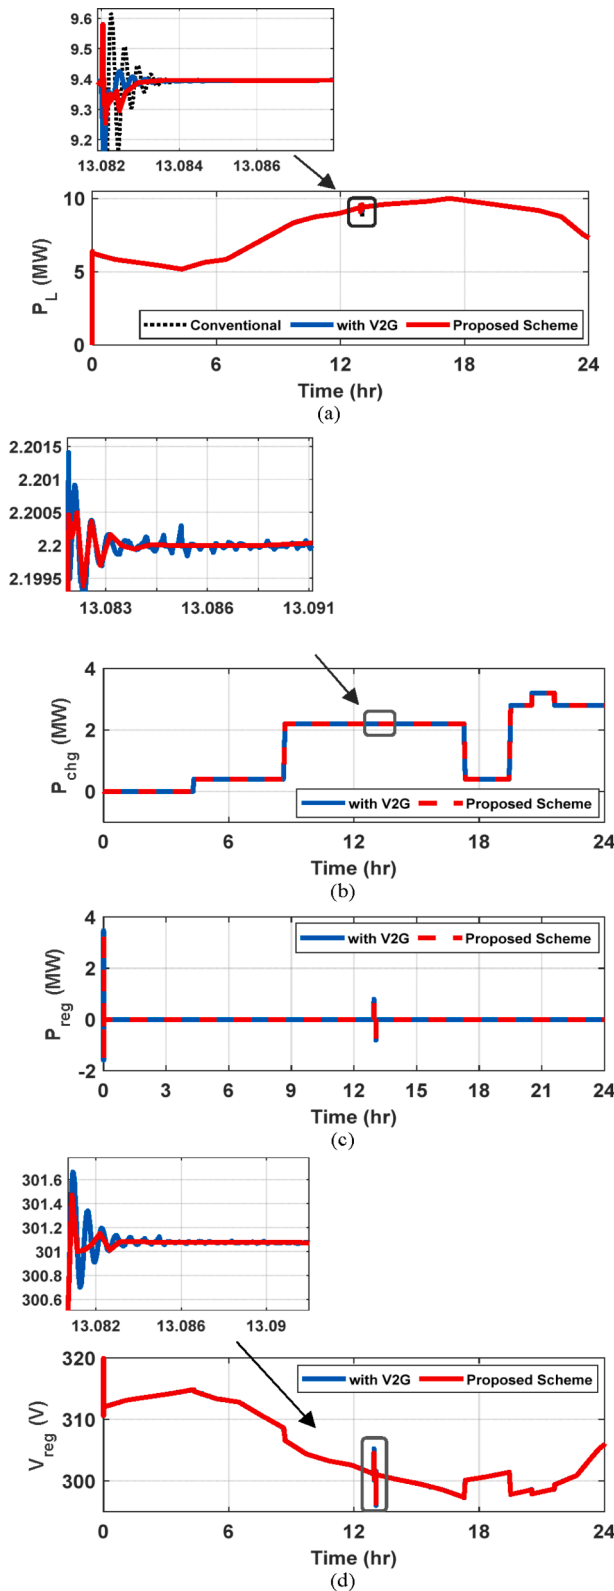 9.6
9.5
9.4
9.3
9.2
13.082 13.084 13.086
10
5
0
P_L (MW)
Conventional with V2G Proposed Scheme
0 6 12 18 24
Time (hr)
(a)
2.2015
2.201
2.2005
2.2
2.1995
13.083 13.086 13.091
4
2
0
P_chg (MW)
with V2G Proposed Scheme
0 6 12 18 24
Time (hr)
(b)
4
2
0
-2
P_reg (MW)
with V2G Proposed Scheme
0 3 6 9 12 15 18 21 24
Time (hr)
(c)
301.6
301.4
301.2
301
300.8
300.6
13.082 13.086 13.09
320
310
300
V_reg (V)
with V2G Proposed Scheme
0 6 12 18 24
Time (hr)
(d)